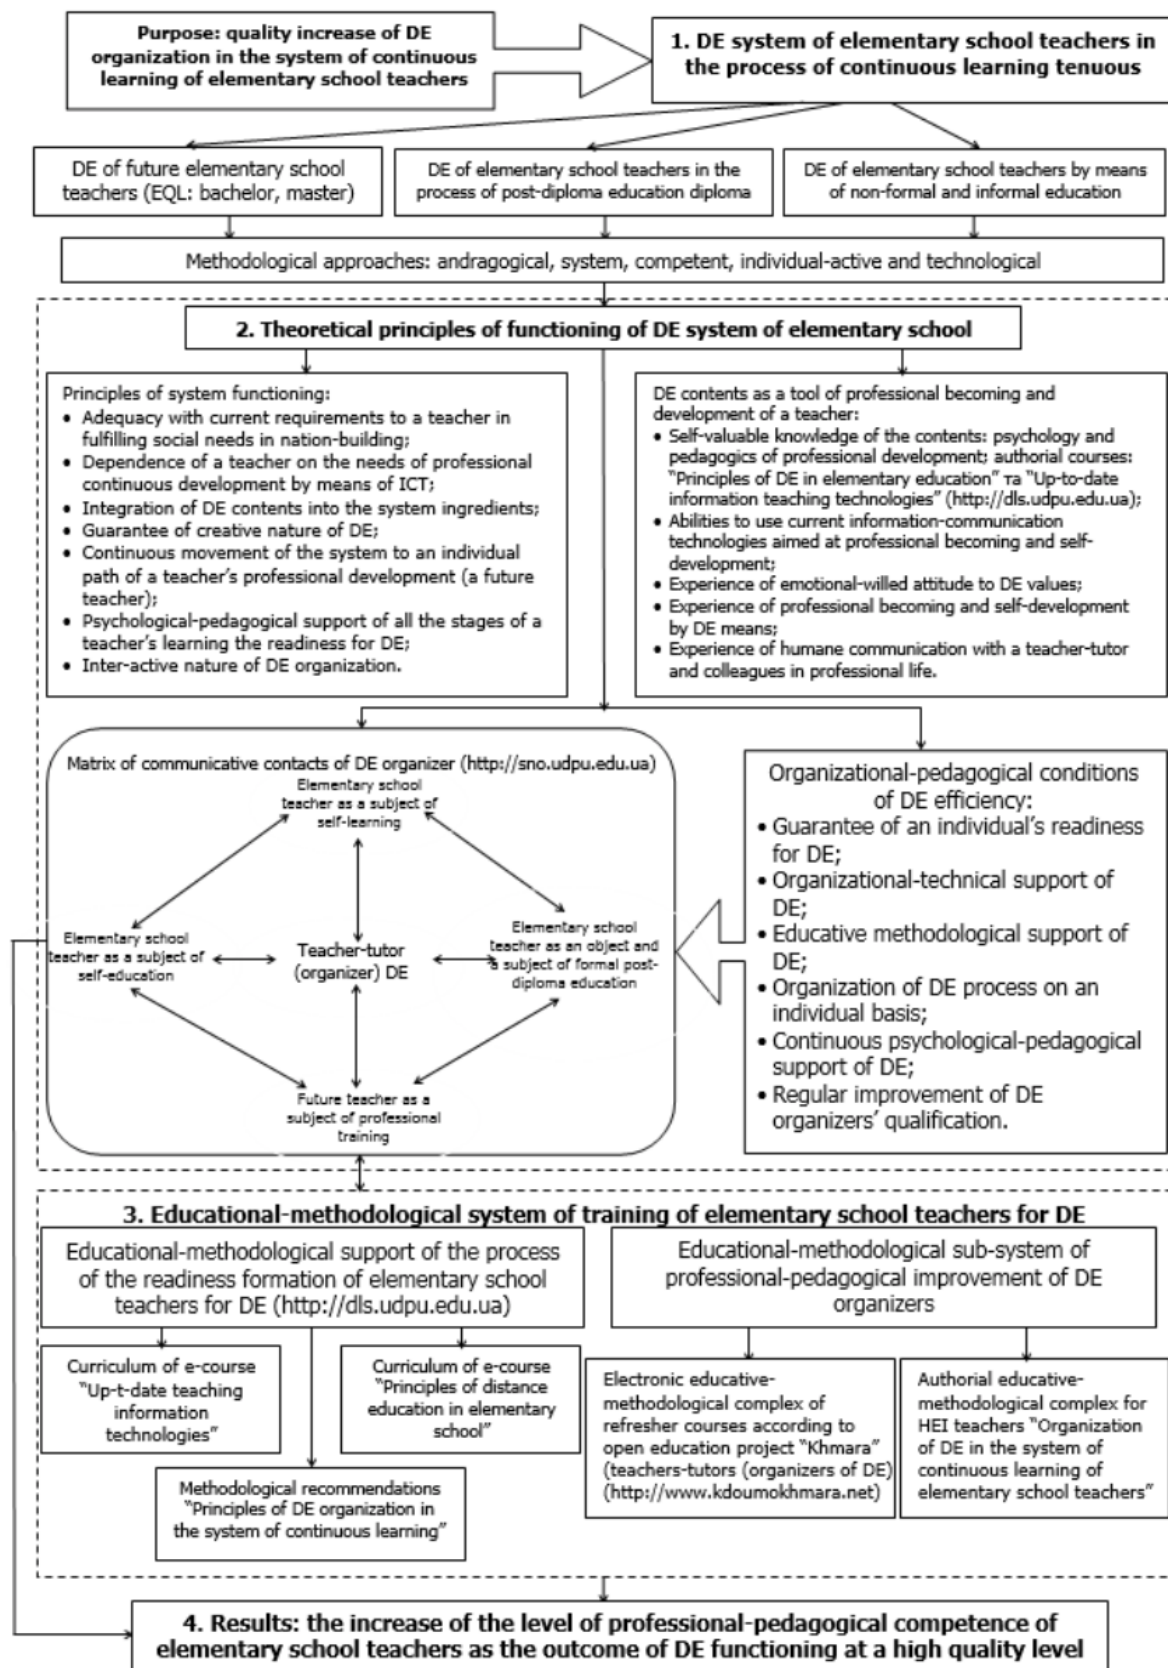 Purpose: quality increase of DE
organization in the system of continuous
learning of elementary school teachers
1. DE system of elementary school teachers in
the process of continuous learning tenuous
DE of future elementary school
teachers (EQL: bachelor, master)
DE of elementary school teachers in the
process of post-diploma education diploma
DE of elementary school teachers by means
of non-formal and informal education
Methodological approaches: andragogical, system, competent, individual-active and technological
2. Theoretical principles of functioning of DE system of elementary school
Principles of system functioning:
• Adequacy with current requirements to a teacher in
fulfilling social needs in nation-building;
• Dependence of a teacher on the needs of professional
continuous development by means of ICT;
• Integration of DE contents into the system ingredients;
• Guarantee of creative nature of DE;
• Continuous movement of the system to an individual
path of a teacher's professional development (a future
teacher);
• Psychological-pedagogical support of all the stages of a
teacher's learning the readiness for DE;
• Inter-active nature of DE organization.
DE contents as a tool of professional becoming and
development of a teacher:
• Self-valuable knowledge of the contents: psychology and
pedagogics of professional development; authorial courses:
"Principles of DE in elementary education" та "Up-to-date
information teaching technologies" (http://dls.udpu.edu.ua);
• Abilities to use current information-communication
technologies aimed at professional becoming and self-
development;
• Experience of emotional-willed attitude to DE values;
• Experience of professional becoming and self-development
by DE means;
• Experience of humane communication with a teacher-tutor
and colleagues in professional life.
Matrix of communicative contacts of DE organizer (http://sno.udpu.edu.ua)
Elementary school
teacher as a subject of
self-learning
Elementary school
teacher as a subject of
self-education
Teacher-tutor
(organizer) DE
Elementary school
teacher as an object and
a subject of formal post-
diploma education
Future teacher as a
subject of professional
training
Organizational-pedagogical conditions
of DE efficiency:
• Guarantee of an individual's readiness
for DE;
• Organizational-technical support of
DE;
• Educative methodological support of
DE;
• Organization of DE process on an
individual basis;
• Continuous psychological-pedagogical
support of DE;
• Regular improvement of DE
organizers' qualification.
3. Educational-methodological system of training of elementary school teachers for DE
Educational-methodological support of the process
of the readiness formation of elementary school
teachers for DE (http://dls.udpu.edu.ua)
Educational-methodological sub-system of
professional-pedagogical improvement of DE
organizers
Curriculum of e-course
"Up-t-date teaching
information
technologies"
Curriculum of e-course
"Principles of distance
education in elementary
school"
Methodological recommendations
"Principles of DE organization in
the system of continuous learning"
Electronic educative-
methodological complex of
refresher courses according to
open education project "Khmara"
(teachers-tutors (organizers of DE)
(http://www.kdoumokhmara.net)
Authorial educative-
methodological complex for
HEI teachers "Organization
of DE in the system of
continuous learning of
elementary school teachers"
4. Results: the increase of the level of professional-pedagogical competence of
elementary school teachers as the outcome of DE functioning at a high quality level